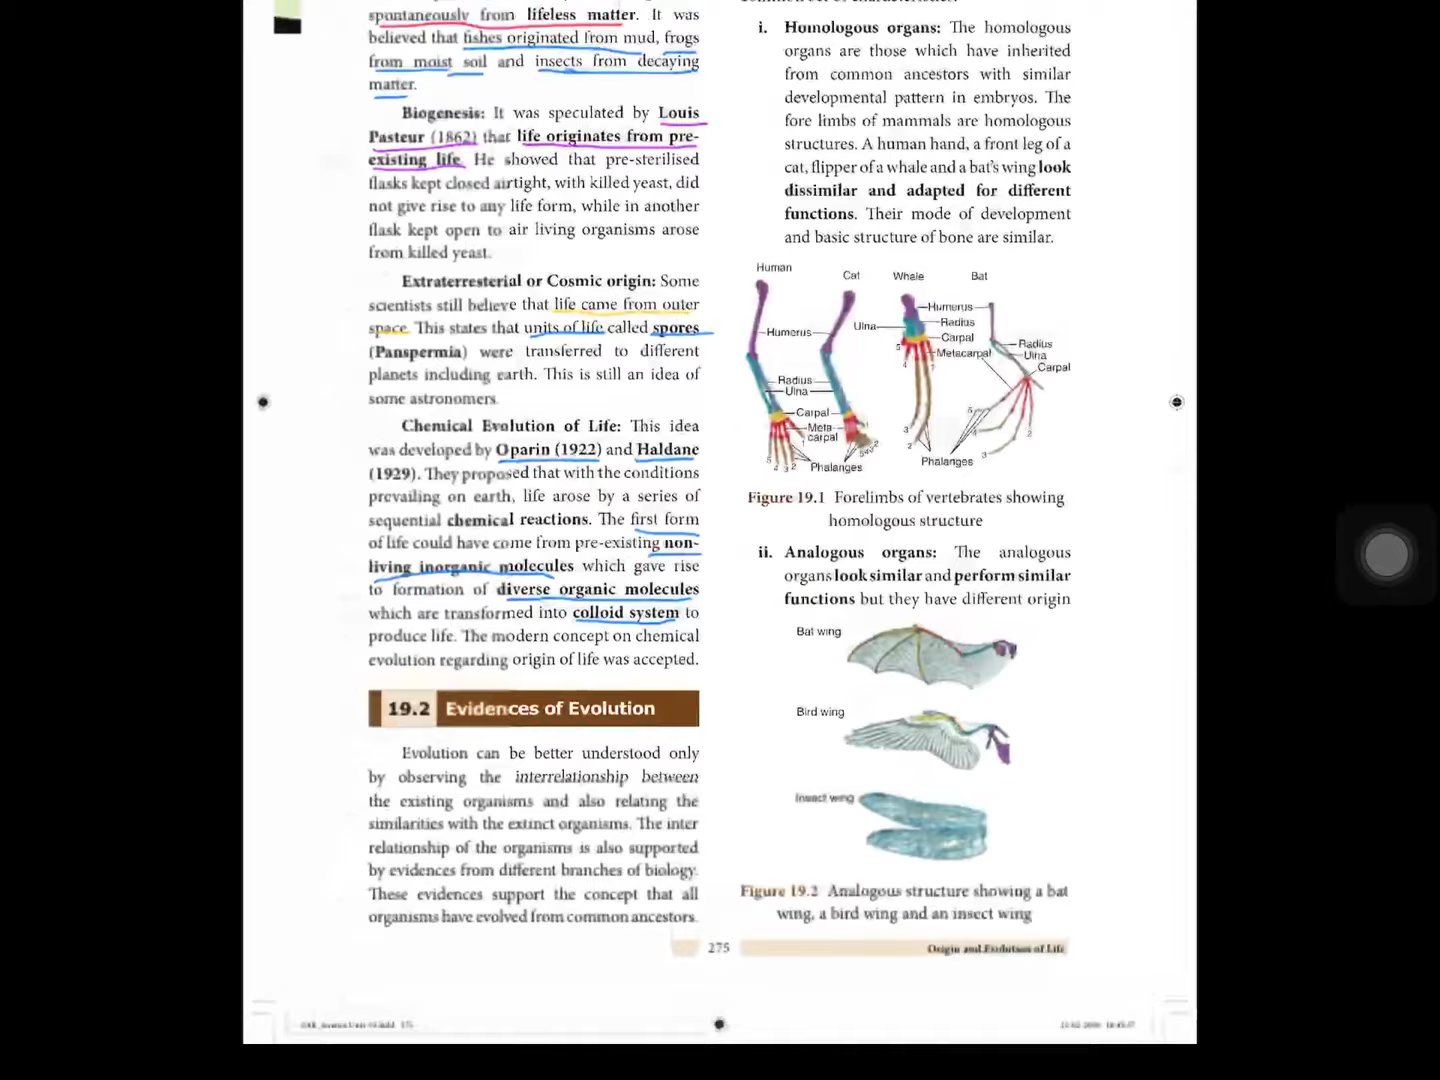 spontaneously from lifeless matter. It was
believed that fishes originated from mud, frogs
from moist soil and insects from decaying
matter.
Biogenesis: It was speculated by Louis
Pasteur (1862) that life originates from pre-
existing life. He showed that pre-sterilised
flasks kept closed airtight, with killed yeast, did
not give rise to any life form, while in another
flask kept open to air living organisms arose
from killed yeast.
Extraterresterial or Cosmic origin: Some
scientists still believe that life came from outer
space. This states that units of life called spores
(Panspermia) were transferred to different
planets including earth. This is still an idea of
some astronomers.
Chemical Evolution of Life: This idea
was developed by Oparin (1922) and Haldane
(1929). They proposed that with the conditions
prevailing on earth, life arose by a series of
sequential chemical reactions. The first form
of life could have come from pre-existing non-
living inorganic molecules which gave rise
to formation of diverse organic molecules
which are transformed into colloid system to
produce life. The modern concept on chemical
evolution regarding origin of life was accepted.
19.2 Evidences of Evolution
Evolution can be better understood only
by observing the interrelationship between
the existing organisms and also relating the
similarities with the extinct organisms. The inter
relationship of the organisms is also supported
by evidences from different branches of biology.
These evidences support the concept that all
organisms have evolved from common ancestors.
i. Homologous organs: The homologous
organs are those which have inherited
from common ancestors with similar
developmental pattern in embryos. The
fore limbs of mammals are homologous
structures. A human hand, a front leg of a
cat, flipper of a whale and a bat's wing look
dissimilar and adapted for different
functions. Their mode of development
and basic structure of bone are similar.
Human Cat Whale Bat
Humerus
Radius
Ulna
Carpal
Meta
carpal
Phalanges
Ulna
Humerus
Radius
Carpal
Metacarpal
Phalanges
Radius
Ulna
Carpal
Figure 19.1 Forelimbs of vertebrates showing
homologous structure
ii. Analogous organs: The analogous
organs look similar and perform similar
functions but they have different origin
Bat wing
Bird wing
Insect wing
Figure 19.2 Analogous structure showing a bat
wing, a bird wing and an insect wing
275 Origin and Evolution of Life